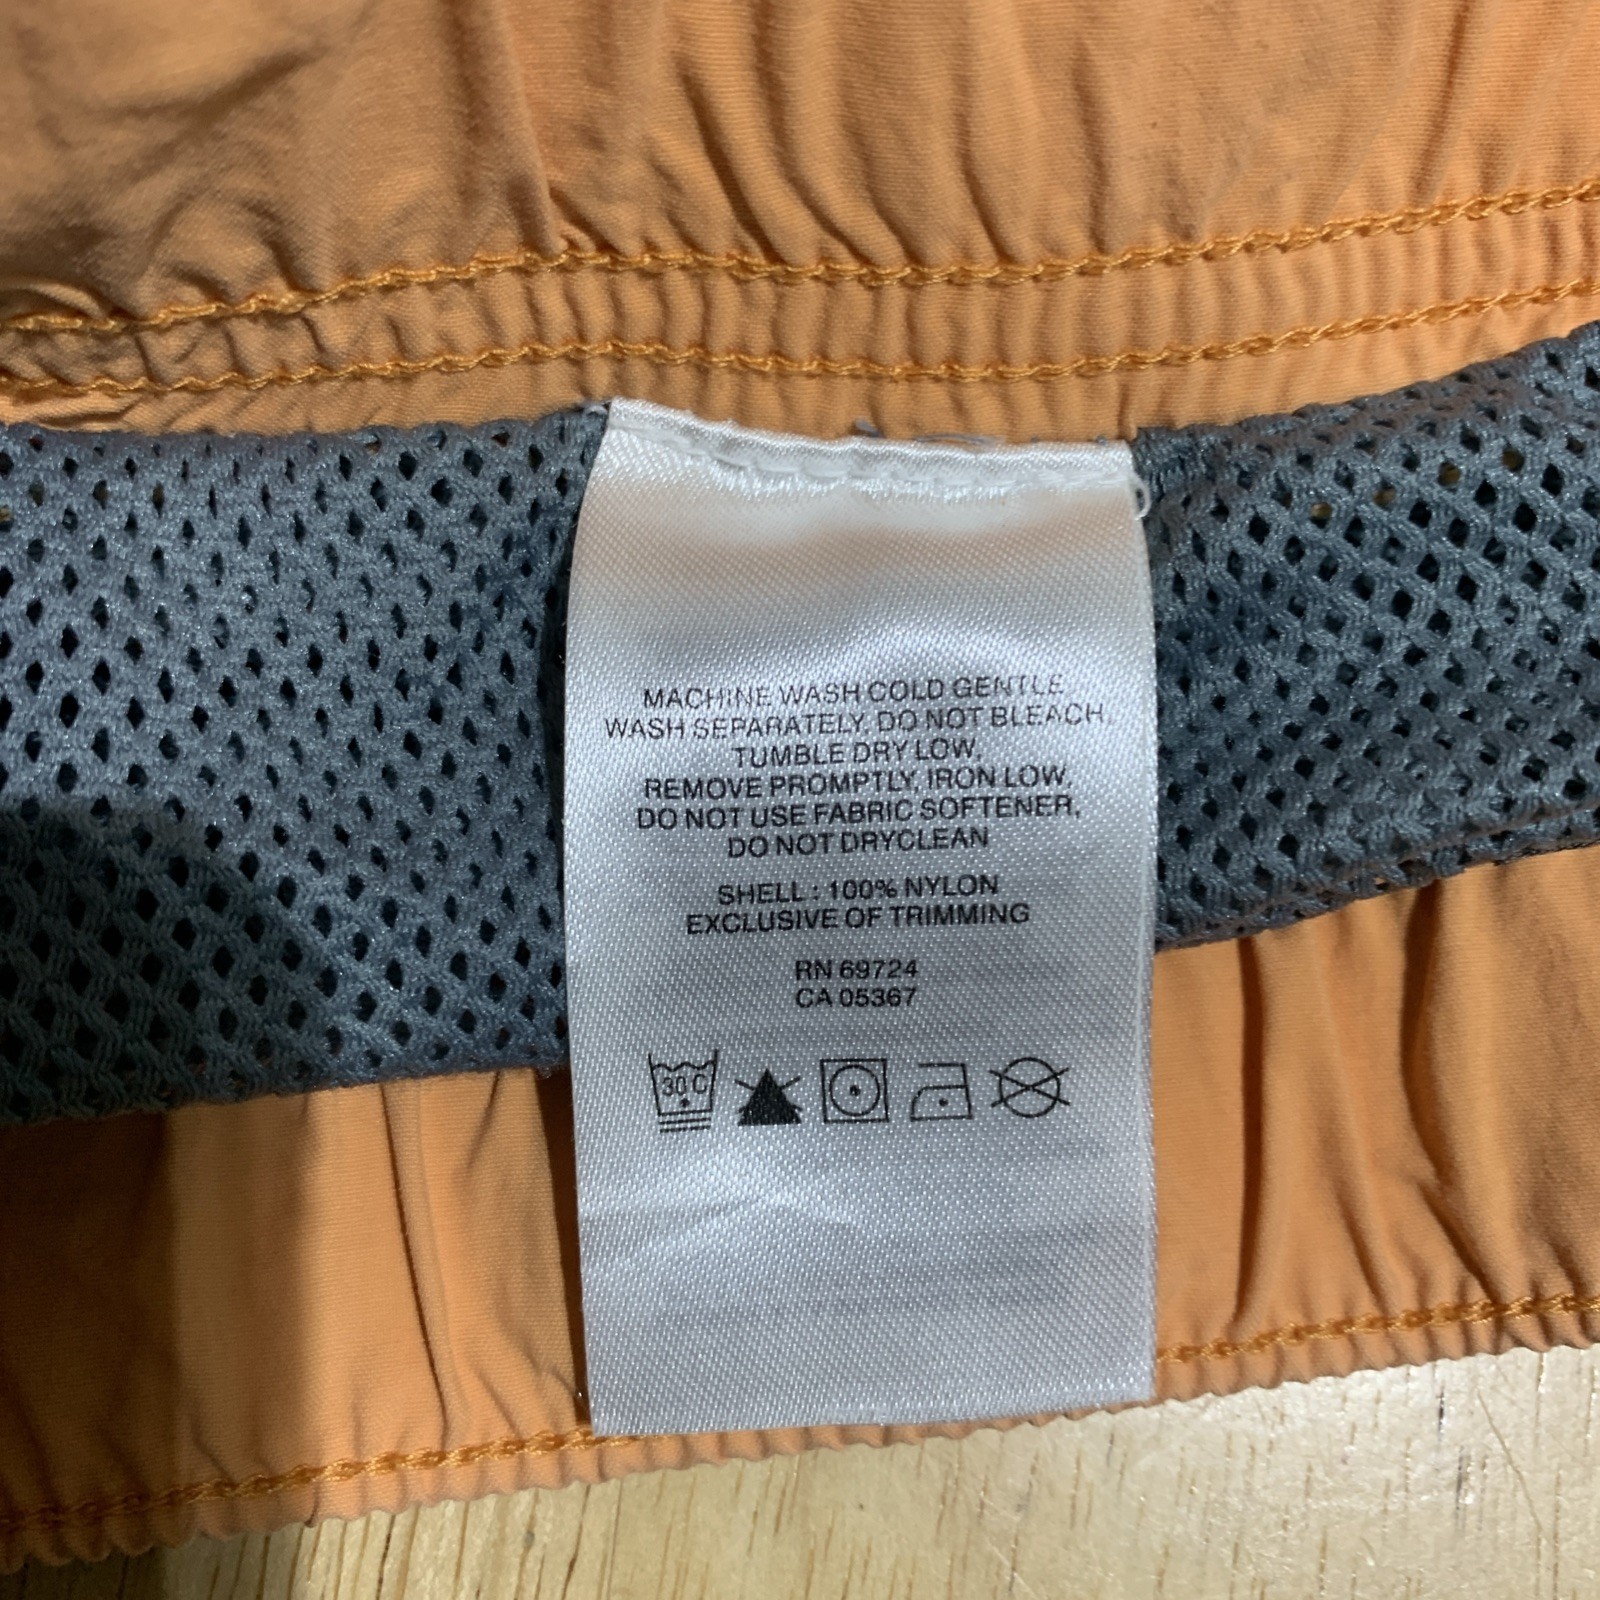 MACHINE WASH COLD GENTLE
WASH SEPARATELY. DO NOT BLEACH.
TUMBLE DRY LOW.
REMOVE PROMPTLY. IRON LOW.
DO NOT USE FABRIC SOFTENER.
DO NOT DRYCLEAN
SHELL : 100% NYLON
EXCLUSIVE OF TRIMMING
RN 69724
CA 05367
30 C